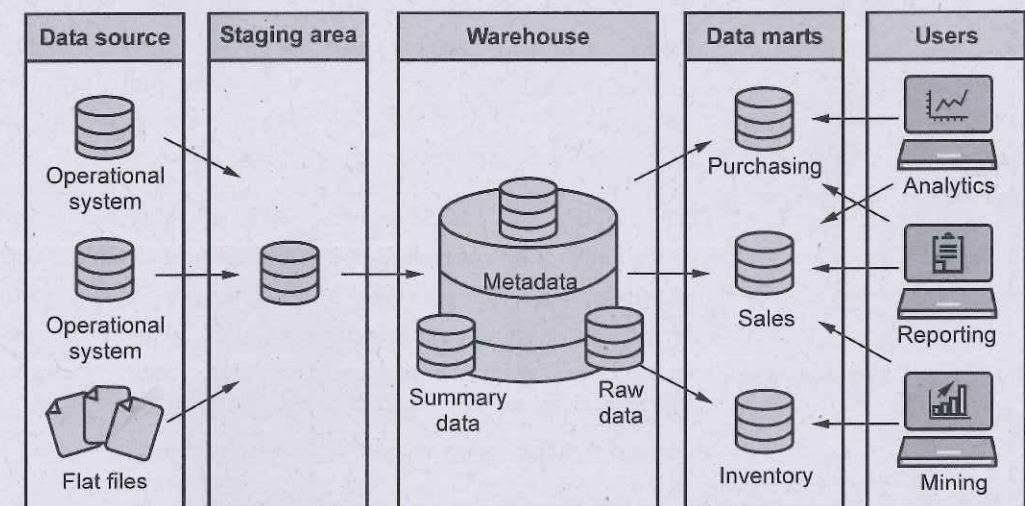 Data source
Staging area
Warehouse
Data marts
Users
Operational
system
Operational
system
Flat files
Metadata
Summary
data
Raw
data
Purchasing
Sales
Inventory
Analytics
Reporting
Mining